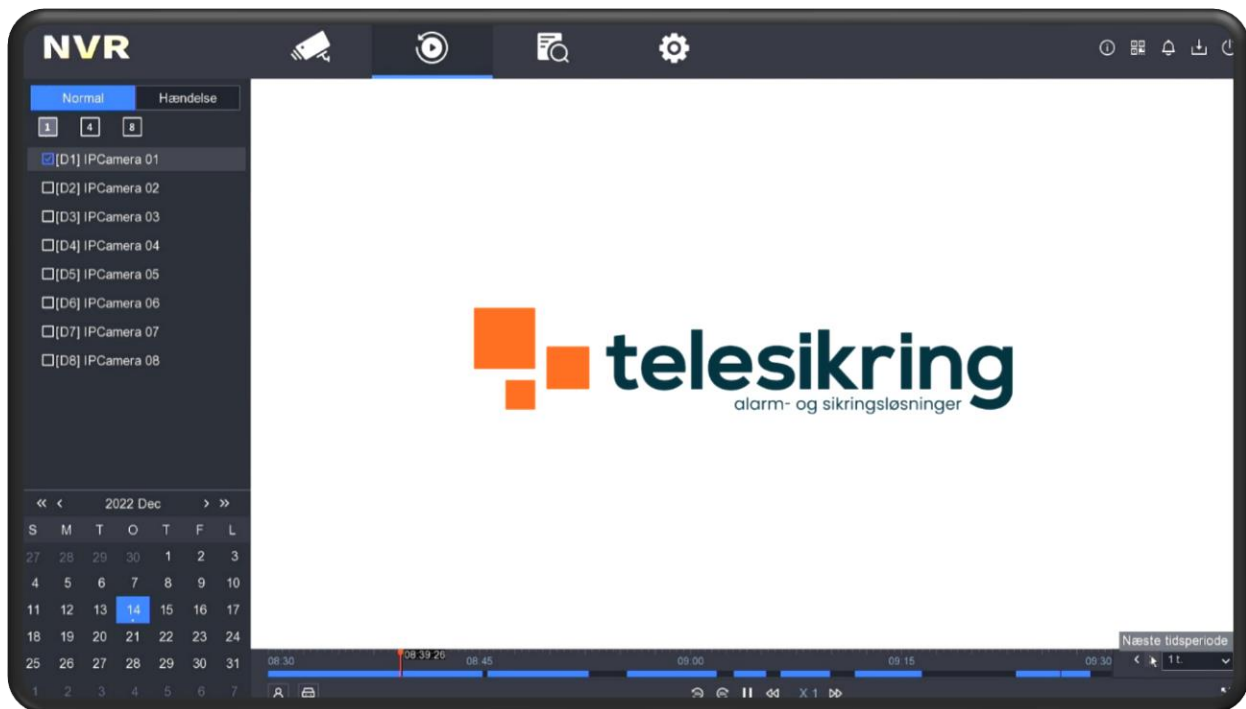 NVR
Normal Hændelse
1 4 8
[D1] IPCamera 01
[D2] IPCamera 02
[D3] IPCamera 03
[D4] IPCamera 04
[D5] IPCamera 05
[D6] IPCamera 06
[D7] IPCamera 07
[D8] IPCamera 08
telesikring
alarm- og sikringsløsninger
2022 Dec
S M T O T F L
27 28 29 30 1 2 3
4 5 6 7 8 9 10
11 12 13 14 15 16 17
18 19 20 21 22 23 24
25 26 27 28 29 30 31
1 2 3 4 5 6 7
Næste tidsperiode
08:30 08:39:26 08:45 09:00 09:15 09:30 1 t.
X 1